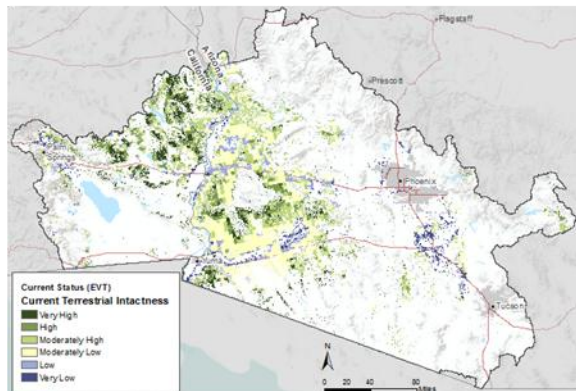 Flagstaff
Arizona
California
Prescott
Springs
Phoenix
Tucson
Current Status (EVT)
Current Terrestrial Intactness
Very High
High
Moderately High
Moderately Low
Low
Very Low
N
0 20 40 80
Miles